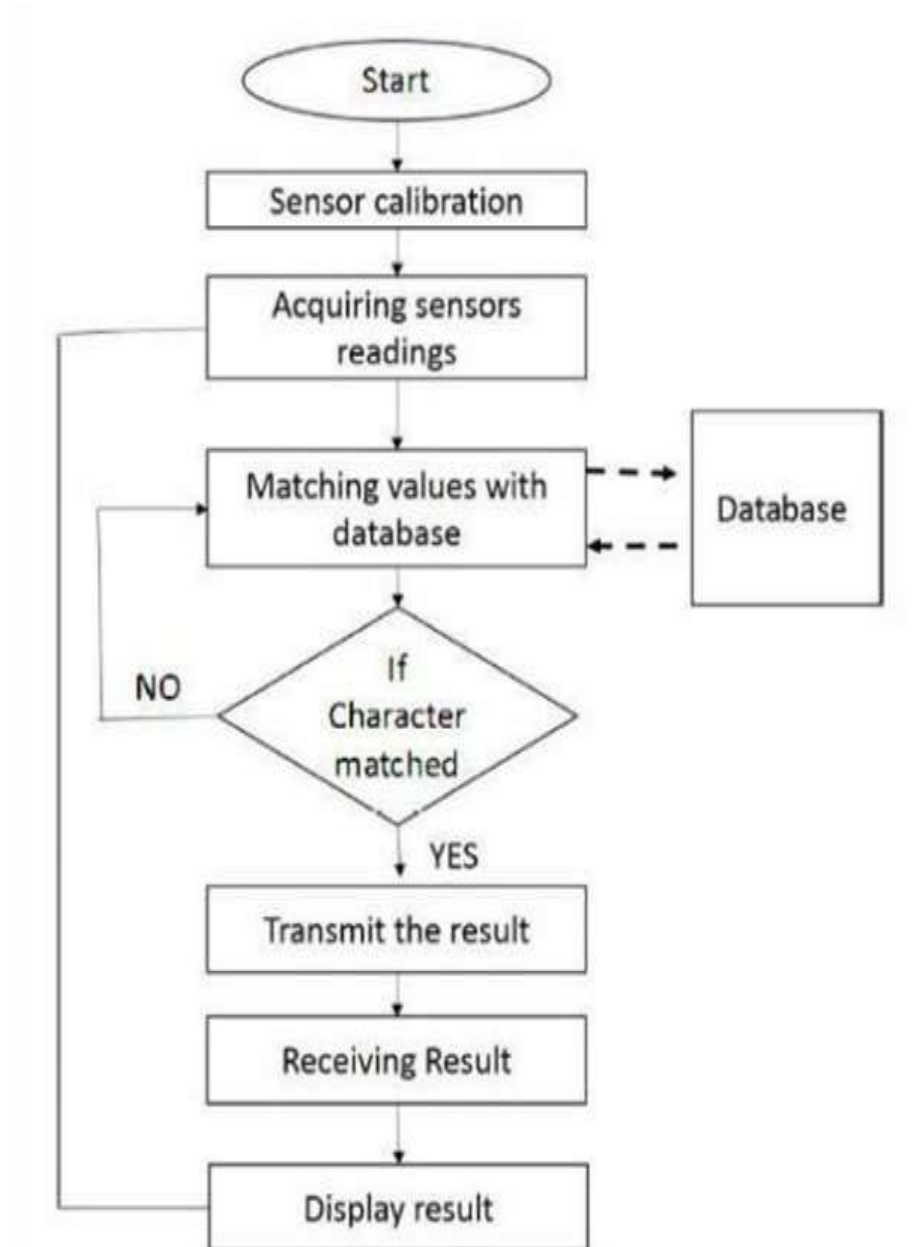 Start
Sensor calibration
Acquiring sensors
readings
Matching values with
database
Database
If
Character
matched
NO
YES
Transmit the result
Receiving Result
Display result